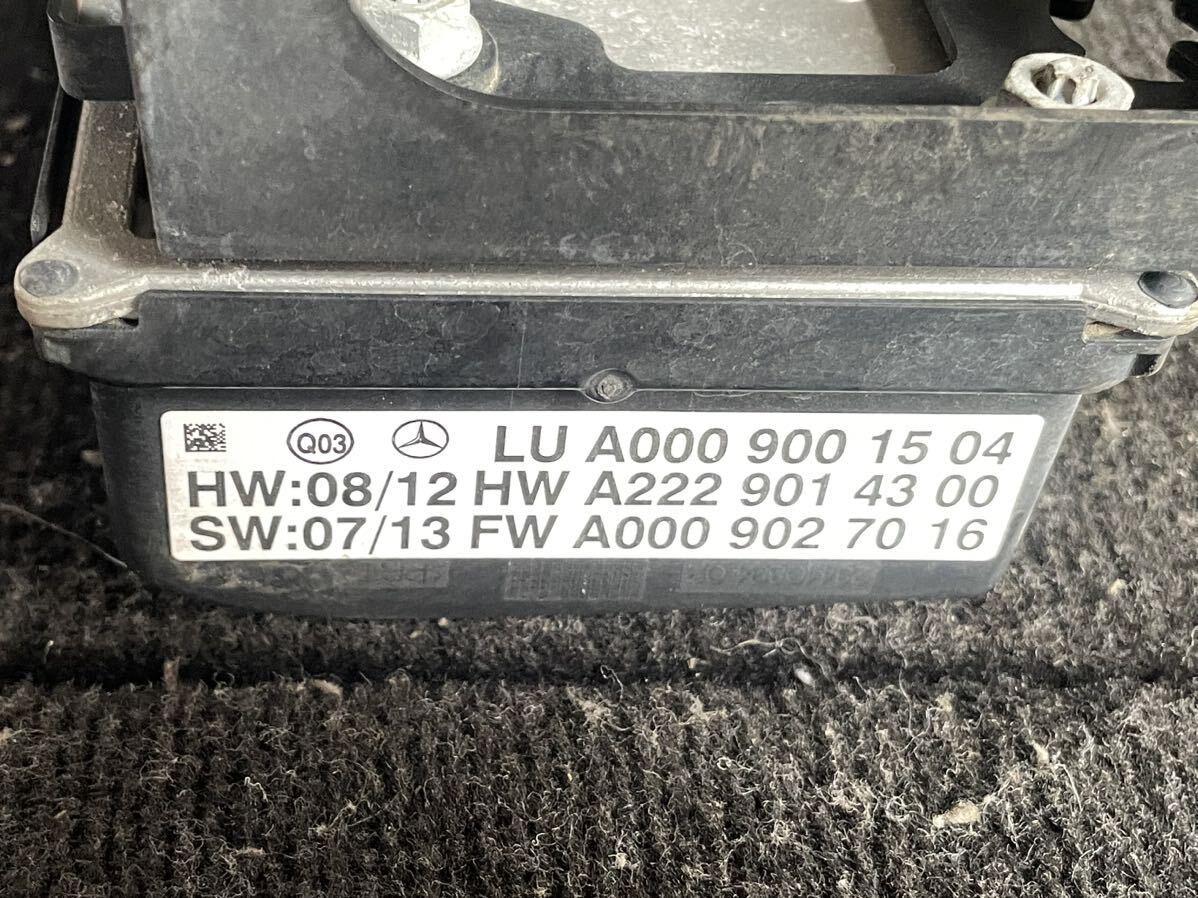 Q03 LU A000 900 15 04
HW:08/12 HW A222 901 43 00
SW:07/13 FW A000 902 70 16